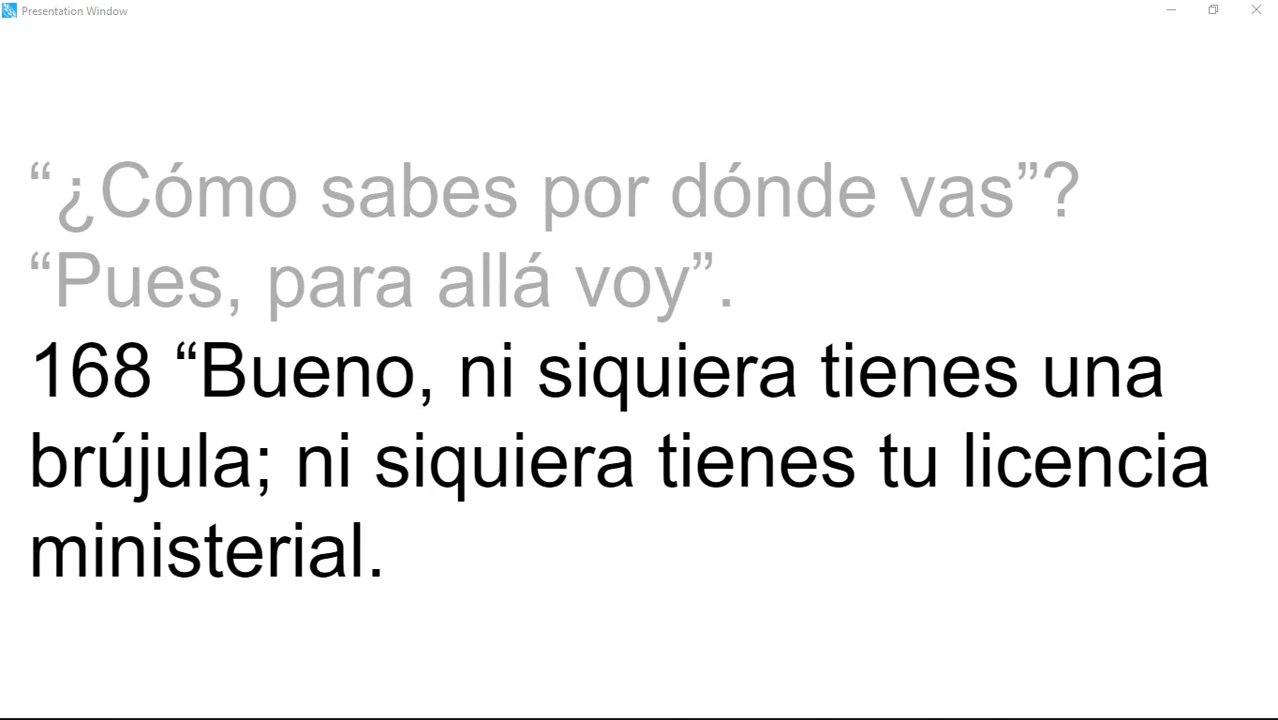 Presentation Window
“¿Cómo sabes por dónde vas”?
“Pues, para allá voy”.
168 “Bueno, ni siquiera tienes una
brújula; ni siquiera tienes tu licencia
ministerial.